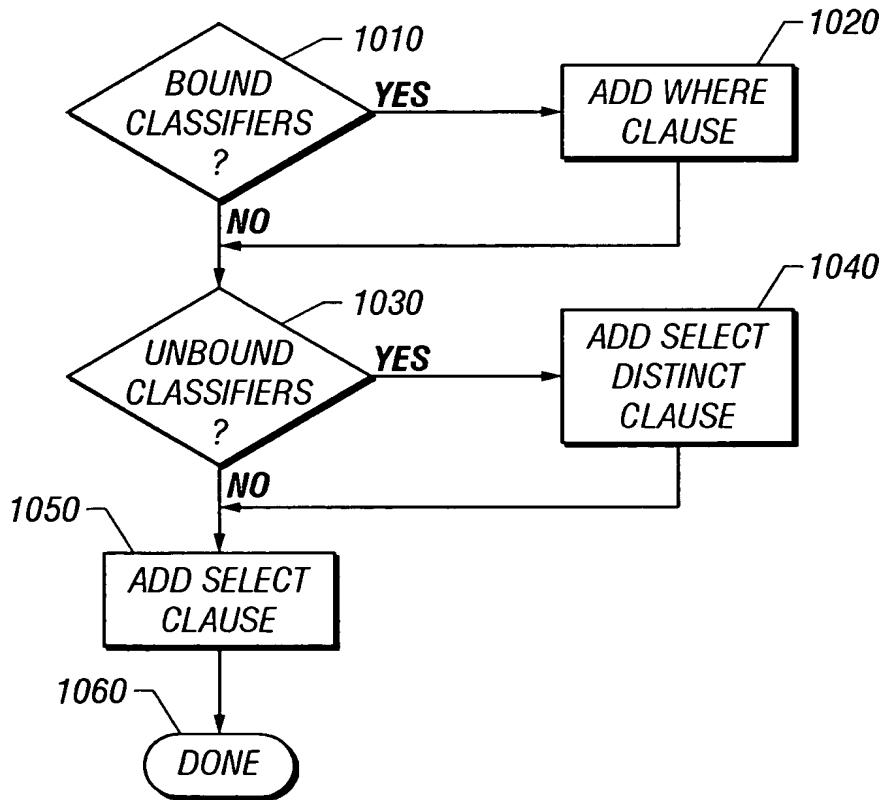 1010
BOUND
CLASSIFIERS
?
YES
1020
ADD WHERE
CLAUSE
NO
1030
UNBOUND
CLASSIFIERS
?
YES
1040
ADD SELECT
DISTINCT
CLAUSE
NO
1050
ADD SELECT
CLAUSE
1060
DONE